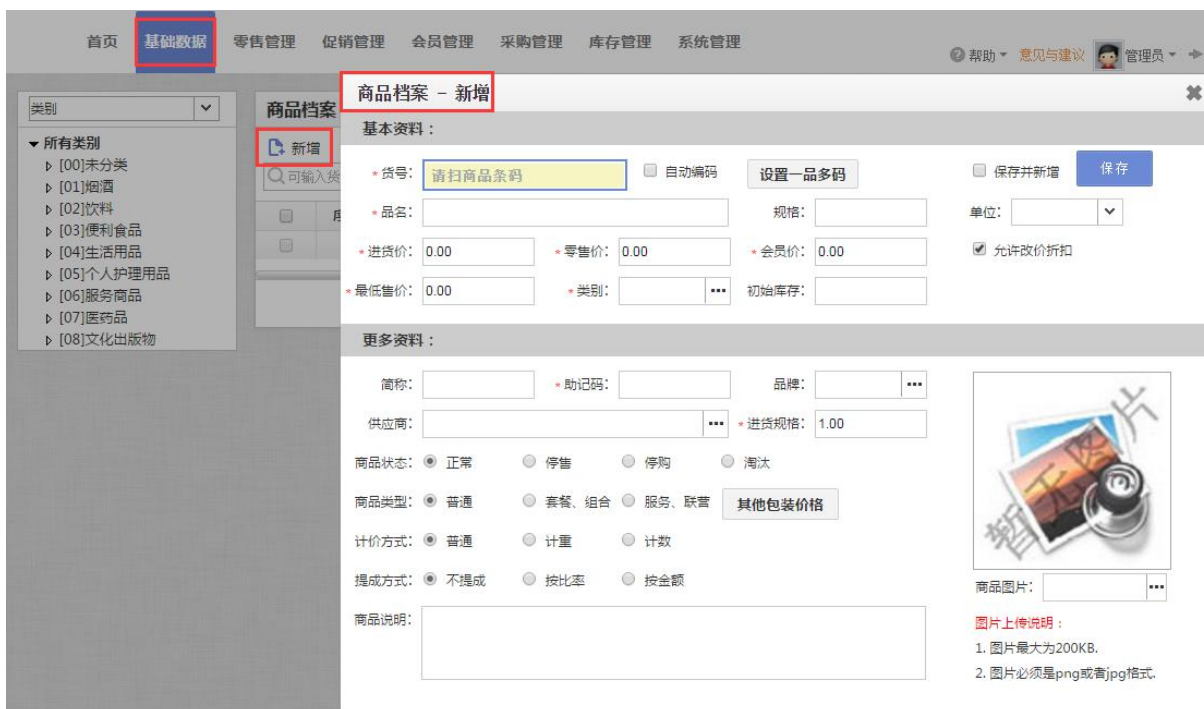 首页 基础数据 零售管理 促销管理 会员管理 采购管理 库存管理 系统管理
帮助 意见与建议 管理员
类别
所有类别
[00]未分类
[01]烟酒
[02]饮料
[03]便利食品
[04]生活用品
[05]个人护理用品
[06]服务商品
[07]医药品
[08]文化出版物
商品档案
新增
可输入货
商品档案 - 新增
基本资料：
*货号: 请扫商品条码 自动编码 设置一品多码 保存并新增 保存
*品名: 规格: 单位:
*进货价: 0.00 *零售价: 0.00 *会员价: 0.00 允许改价折扣
*最低售价: 0.00 *类别: ... 初始库存:
更多资料：
简称: *助记码: 品牌: ...
供应商: ... *进货规格: 1.00
商品状态: 正常 停售 停购 淘汰
商品类型: 普通 套餐、组合 服务、联营 其他包装价格
计价方式: 普通 计重 计数
提成方式: 不提成 按比率 按金额
商品说明:
暂无图片
商品图片: ...
图片上传说明：
1. 图片最大为200KB.
2. 图片必须是png或者jpg格式.